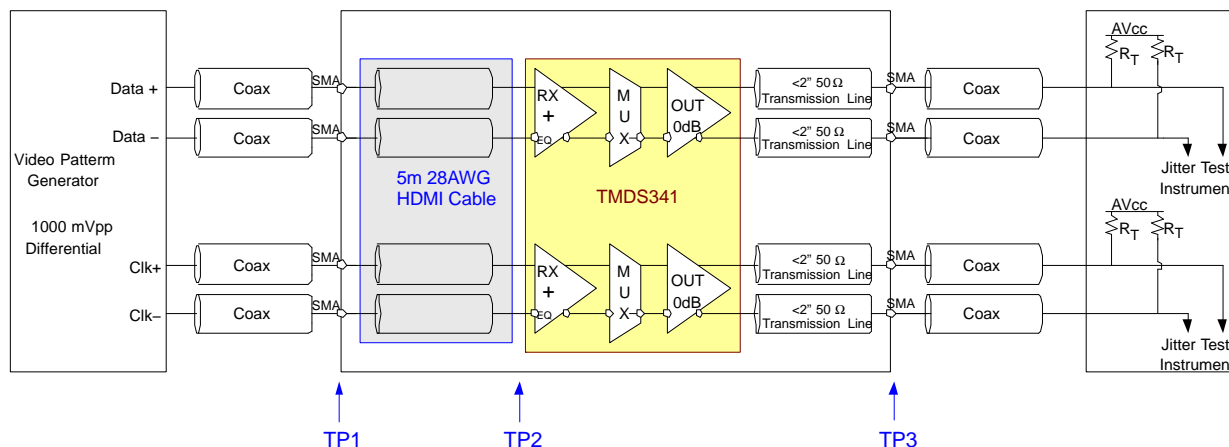 Data +
Coax
SMA
RX
+
EQ
M
U
X
OUT
0dB
<2" 50 Ω
Transmission Line
SMA
Coax
AVcc
RT
RT
Data −
Coax
SMA
<2" 50 Ω
Transmission Line
SMA
Coax
Video Patterm
Generator
1000 mVpp
Differential
5m 28AWG
HDMI Cable
TMDS341
Jitter Test
Instrument
Clk+
Coax
SMA
RX
+
EQ
M
U
X
OUT
0dB
<2" 50 Ω
Transmission Line
SMA
Coax
AVcc
RT
RT
Clk−
Coax
SMA
<2" 50 Ω
Transmission Line
SMA
Coax
Jitter Test
Instrument
TP1
TP2
TP3